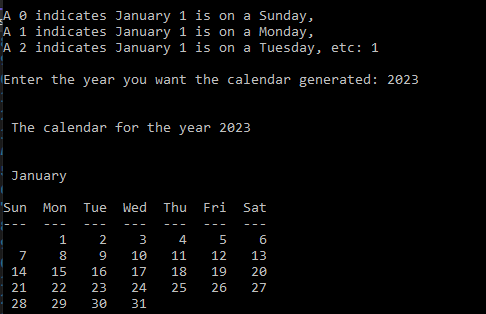 A 0 indicates January 1 is on a Sunday,
A 1 indicates January 1 is on a Monday,
A 2 indicates January 1 is on a Tuesday, etc: 1
Enter the year you want the calendar generated: 2023
The calendar for the year 2023
January
Sun  Mon  Tue  Wed  Thu  Fri  Sat
---  ---  ---  ---  ---  ---  ---
       1    2    3    4    5    6
  7    8    9   10   11   12   13
 14   15   16   17   18   19   20
 21   22   23   24   25   26   27
 28   29   30   31